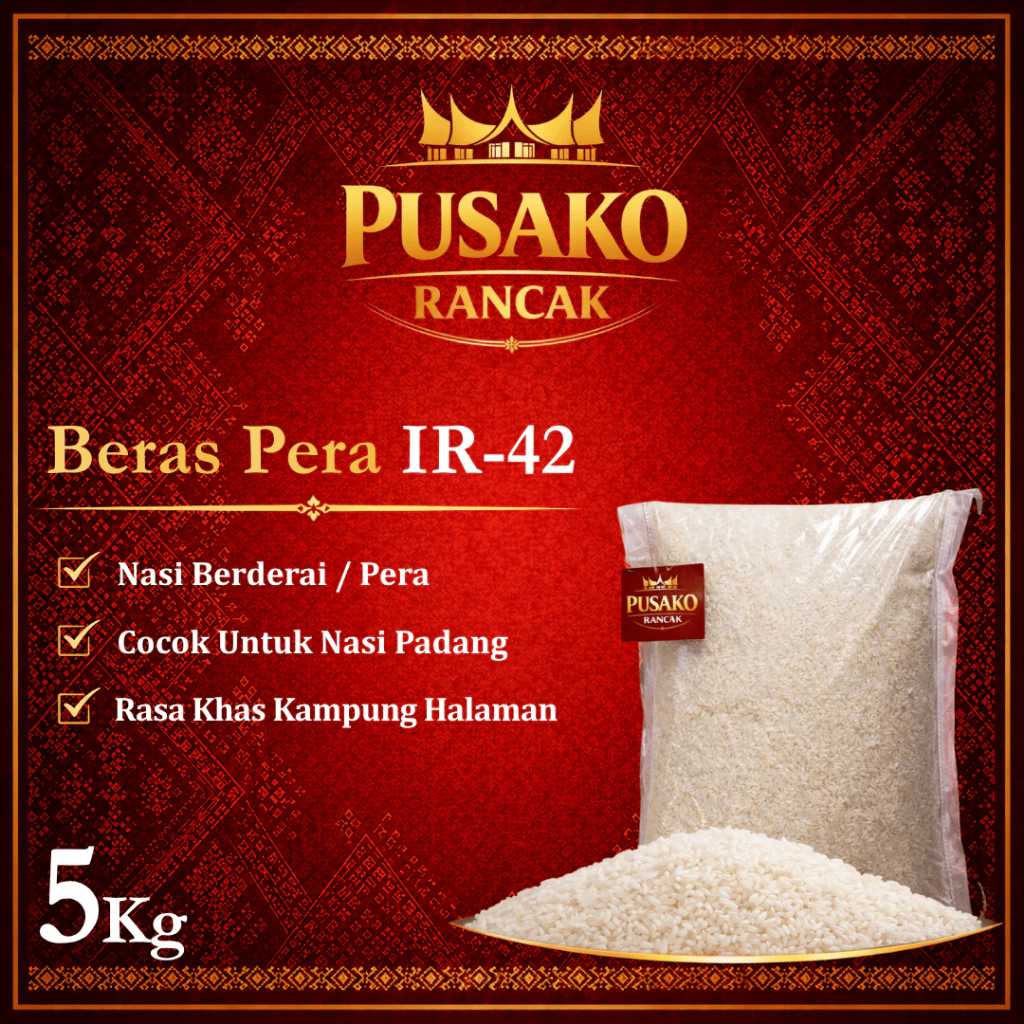 PUSAKO
RANCAK
Beras Pera IR-42
Nasi Berderai / Pera
Cocok Untuk Nasi Padang
Rasa Khas Kampung Halaman
PUSAKO
RANCAK
5Kg